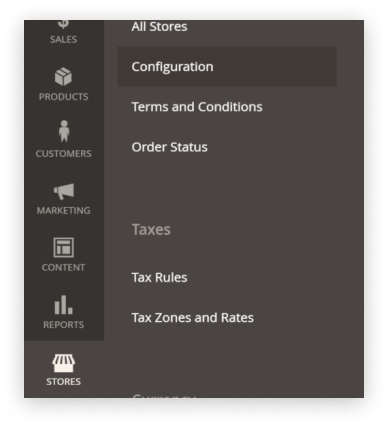 SALES
PRODUCTS
CUSTOMERS
MARKETING
CONTENT
REPORTS
STORES
All Stores
Configuration
Terms and Conditions
Order Status
Taxes
Tax Rules
Tax Zones and Rates
Currency